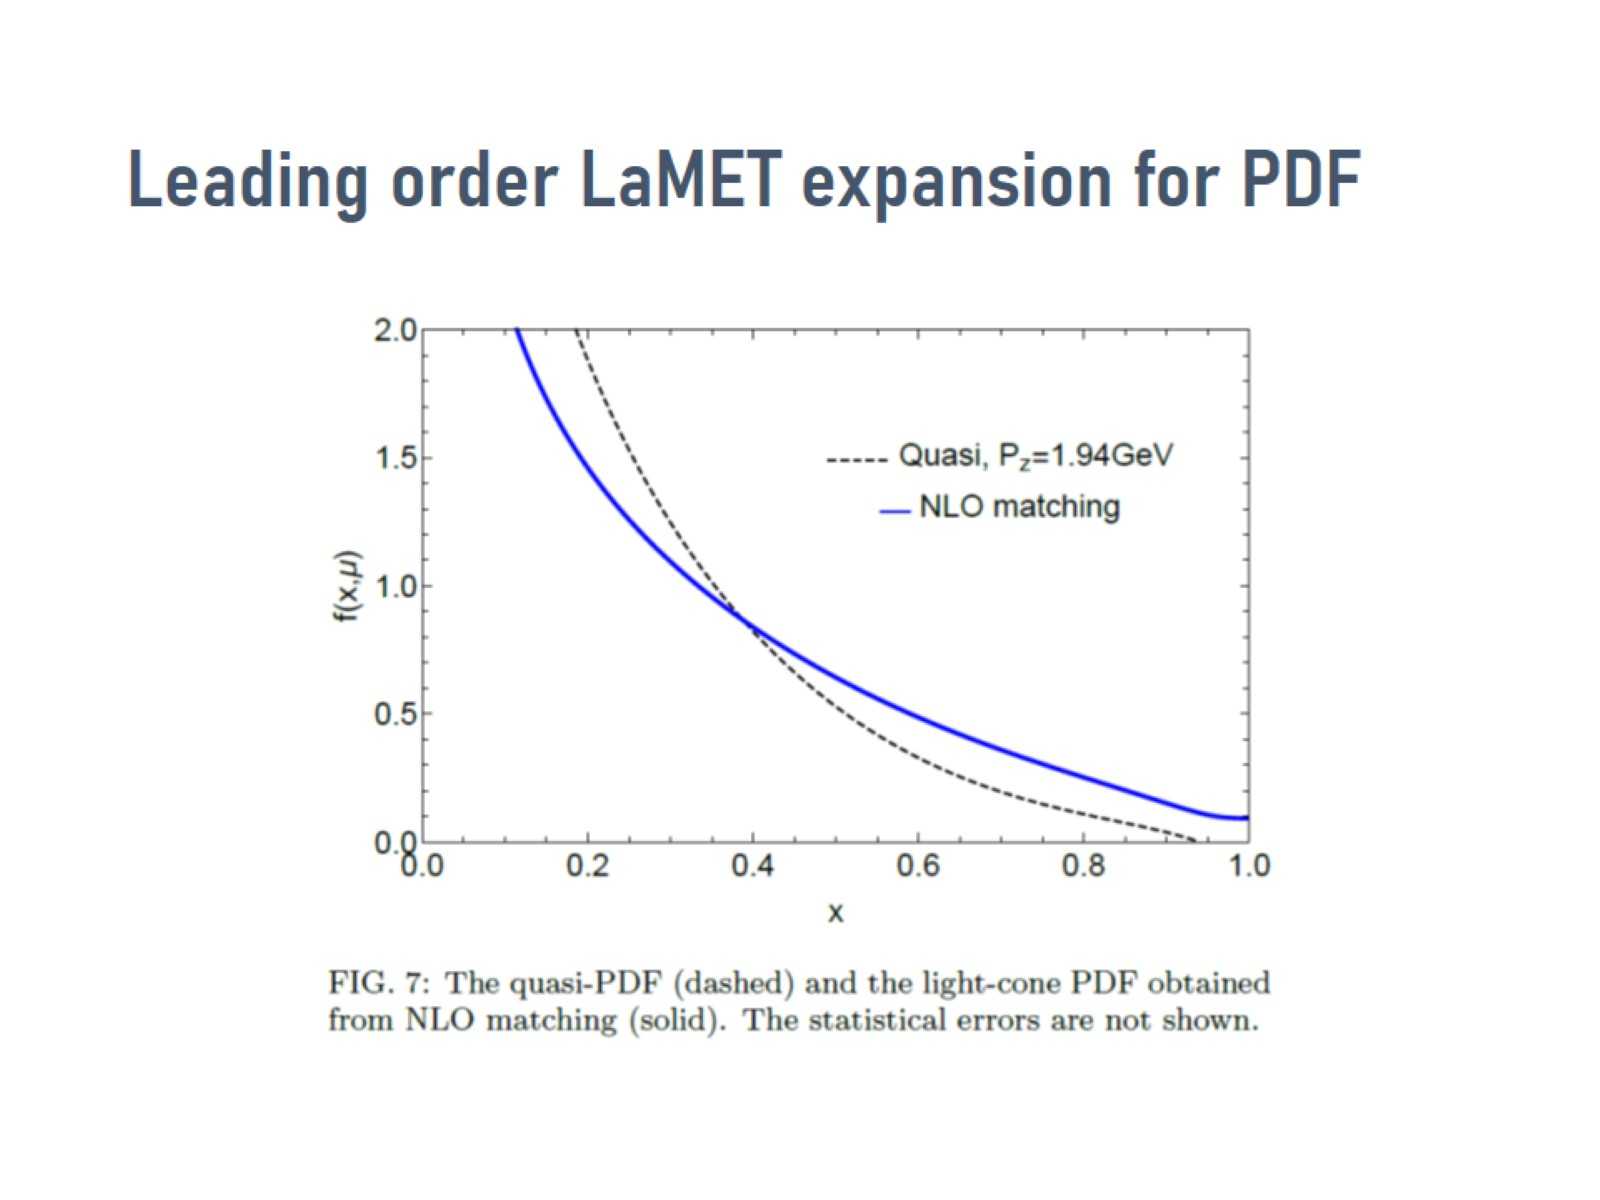 Leading order LaMET expansion for PDF
2.0
1.5
1.0
0.5
0.0
f(x,μ)
Quasi, Pz=1.94GeV
NLO matching
0.0 0.2 0.4 0.6 0.8 1.0
x
FIG. 7: The quasi-PDF (dashed) and the light-cone PDF obtained
from NLO matching (solid). The statistical errors are not shown.